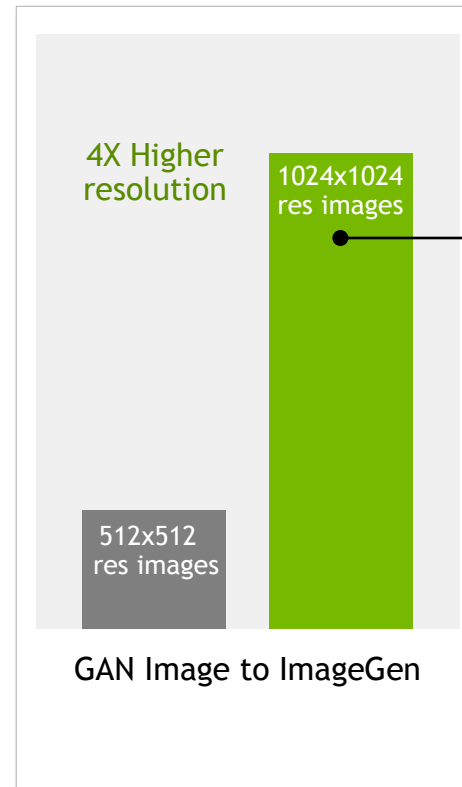 4X Higher
resolution
1024x1024
res images
512x512
res images
GAN Image to ImageGen